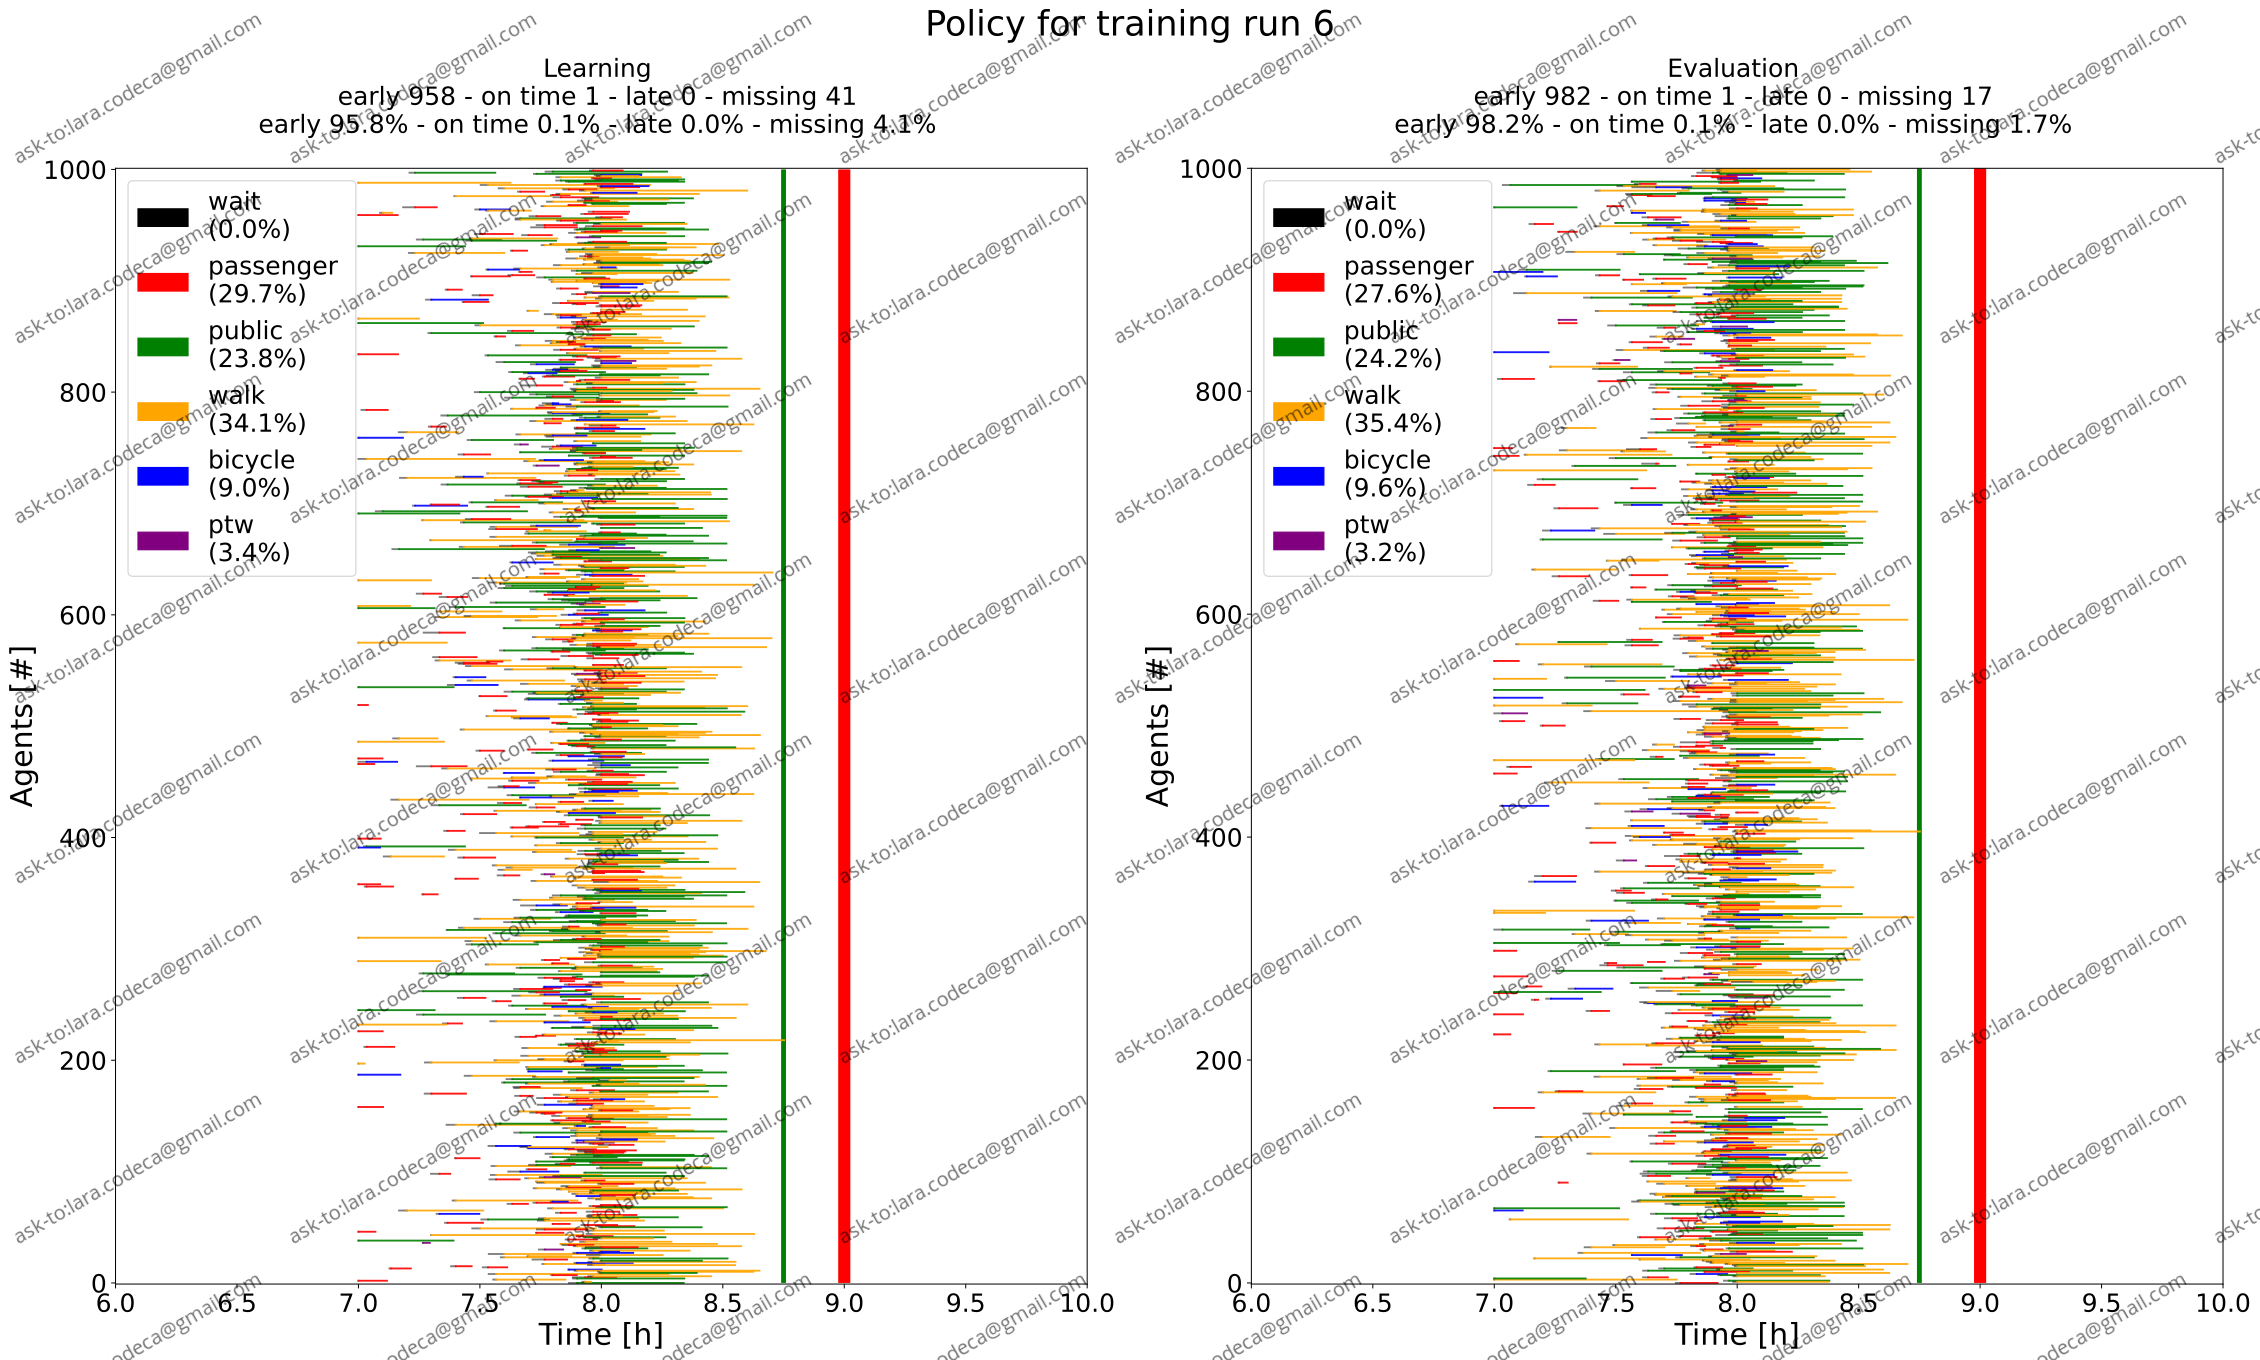 Policy for training run 6
Learning
early 958 - on time 1 - late 0 - missing 41
early 95.8% - on time 0.1% - late 0.0% - missing 4.1%
Evaluation
early 982 - on time 1 - late 0 - missing 17
early 98.2% - on time 0.1% - late 0.0% - missing 1.7%
wait
(0.0%)
passenger
(29.7%)
public
(23.8%)
walk
(34.1%)
bicycle
(9.0%)
ptw
(3.4%)
Agents [#]
1000
800
600
400
200
0
6.0 6.5 7.0 7.5 8.0 8.5 9.0 9.5 10.0
Time [h]
wait
(0.0%)
passenger
(27.6%)
public
(24.2%)
walk
(35.4%)
bicycle
(9.6%)
ptw
(3.2%)
Agents [#]
1000
800
600
400
200
0
6.0 6.5 7.0 7.5 8.0 8.5 9.0 9.5 10.0
Time [h]
ask-to:lara.codeca@gmail.com